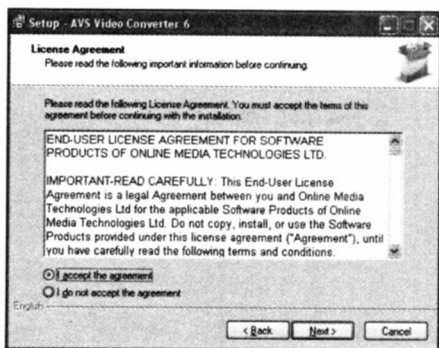 Setup - AVS Video Converter 6
License Agreement
Please read the following important information before continuing.
Please read the following License Agreement. You must accept the terms of this
agreement before continuing with the installation.
END-USER LICENSE AGREEMENT FOR SOFTWARE
PRODUCTS OF ONLINE MEDIA TECHNOLOGIES LTD.
IMPORTANT-READ CAREFULLY: This End-User License
Agreement is a legal Agreement between you and Online Media
Technologies Ltd for the applicable Software Products of Online
Media Technologies Ltd. Do not copy, install, or use the Software
Products provided under this license agreement ("Agreement"), until
you have carefully read the following terms and conditions.
I accept the agreement
I do not accept the agreement
English
< Back Next > Cancel